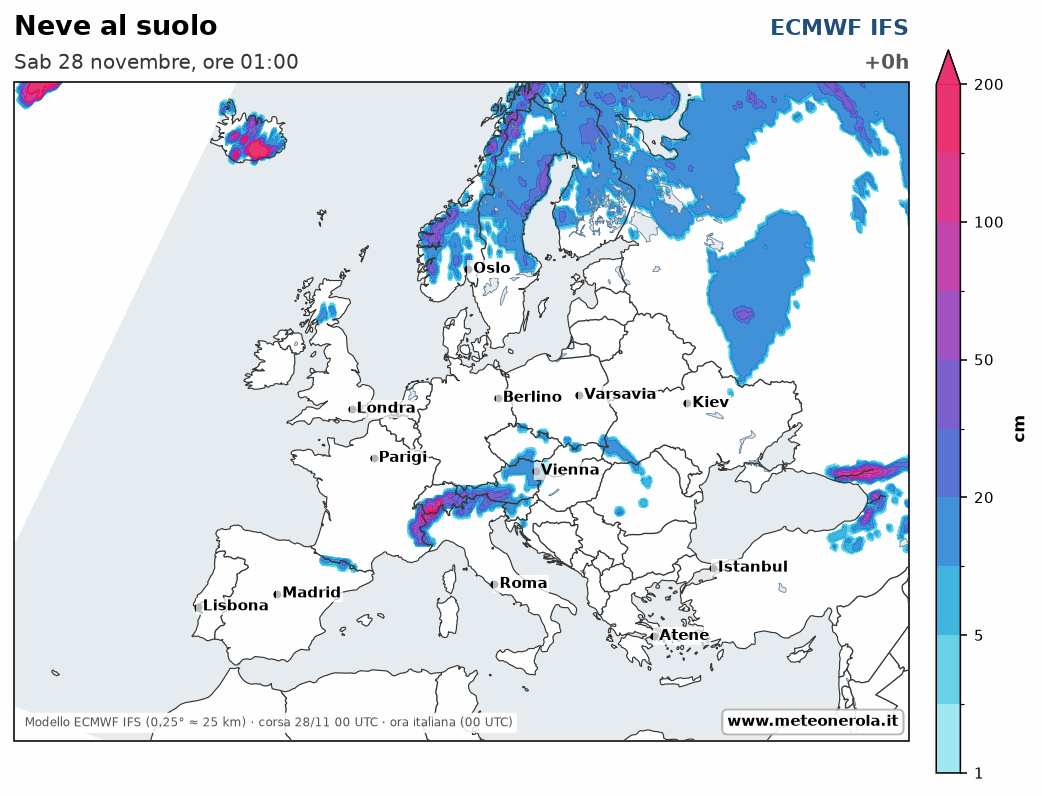 Neve al suolo
ECMWF IFS
Sab 28 novembre, ore 01:00
+0h
200
100
50
20
5
1
cm
Oslo
Berlino
Varsavia
Kiev
Londra
Parigi
Vienna
Istanbul
Roma
Madrid
Lisbona
Atene
Modello ECMWF IFS (0,25° ≈ 25 km) · corsa 28/11 00 UTC · ora italiana (00 UTC)
www.meteonerola.it